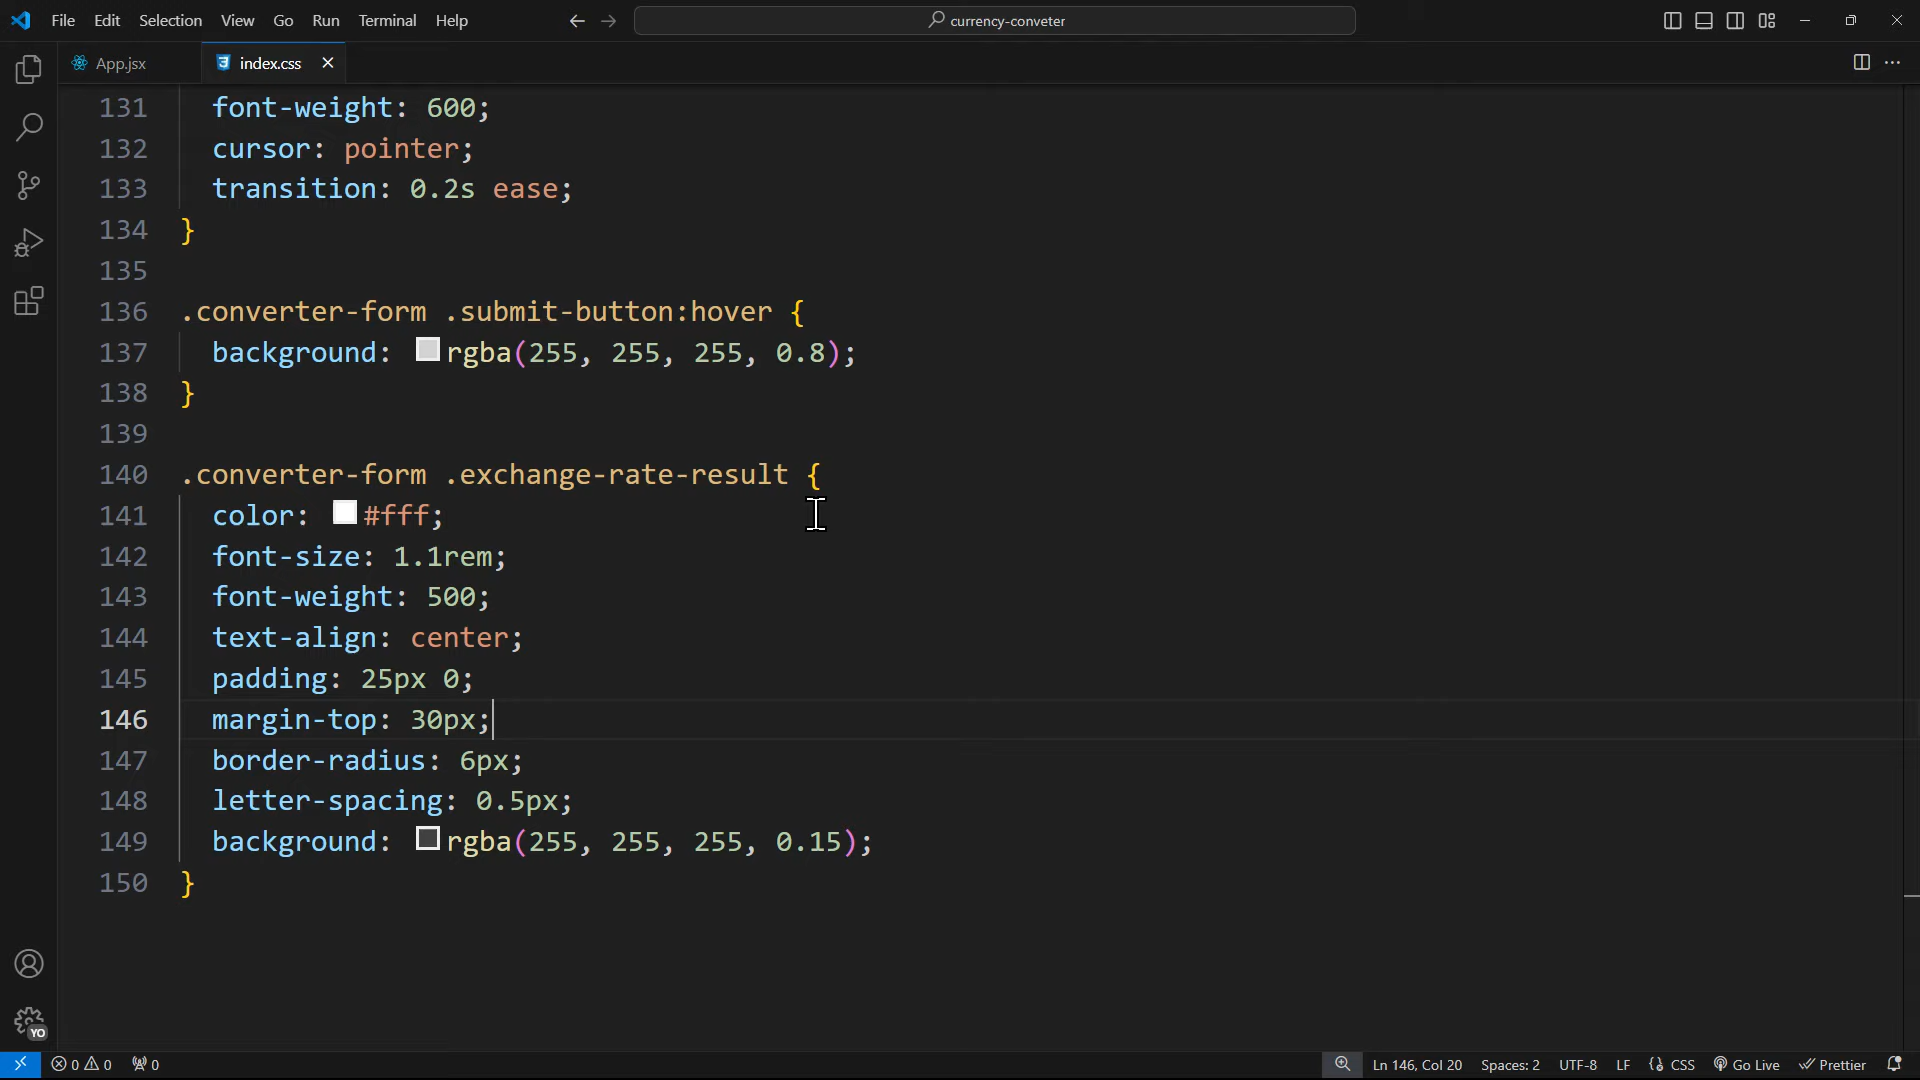 File Edit Selection View Go Run Terminal Help
currency-conveter
App.jsx
index.css
131 font-weight: 600;
132 cursor: pointer;
133 transition: 0.2s ease;
134 }
135
136 .converter-form .submit-button:hover {
137 background: rgba(255, 255, 255, 0.8);
138 }
139
140 .converter-form .exchange-rate-result {
141 color: #fff;
142 font-size: 1.1rem;
143 font-weight: 500;
144 text-align: center;
145 padding: 25px 0;
146 margin-top: 30px;
147 border-radius: 6px;
148 letter-spacing: 0.5px;
149 background: rgba(255, 255, 255, 0.15);
150 }
YO
0 0 0 Ln 146, Col 20 Spaces: 2 UTF-8 LF {} CSS Go Live Prettier